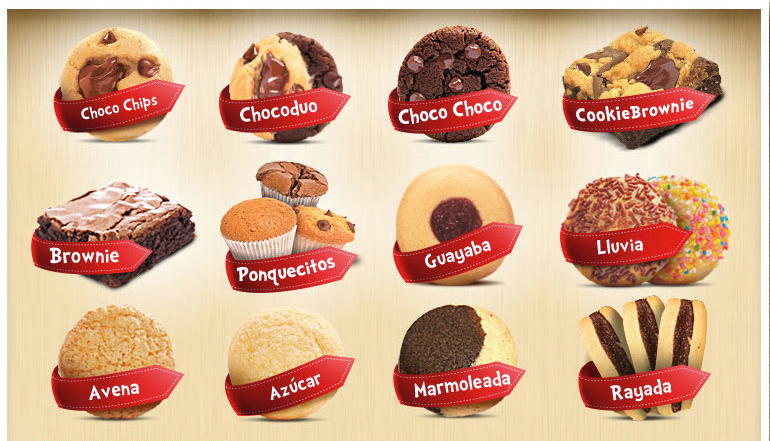 Choco Chips
Chocoduo
Choco Choco
CookieBrownie
Brownie
Ponquecitos
Guayaba
Lluvia
Avena
Azúcar
Marmoleada
Rayada